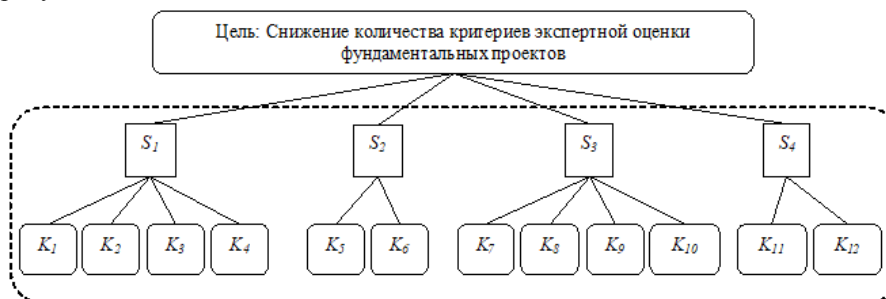 Цель: Снижение количества критериев экспертной оценки
фундаментальных проектов
S1 S2 S3 S4
K1 K2 K3 K4 K5 K6 K7 K8 K9 K10 K11 K12